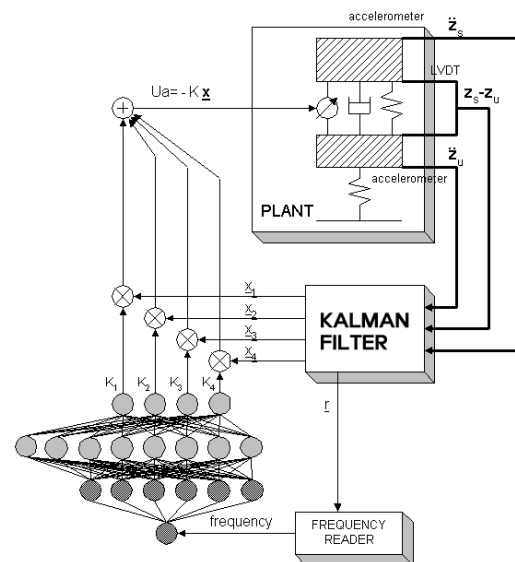 accelerometer
z̈s
LVDT
Ua= - K x
zs-zu
z̈u
accelerometer
PLANT
x1
x2
x3
x4
KALMAN
FILTER
K1 K2 K3 K4
r
frequency
FREQUENCY
READER